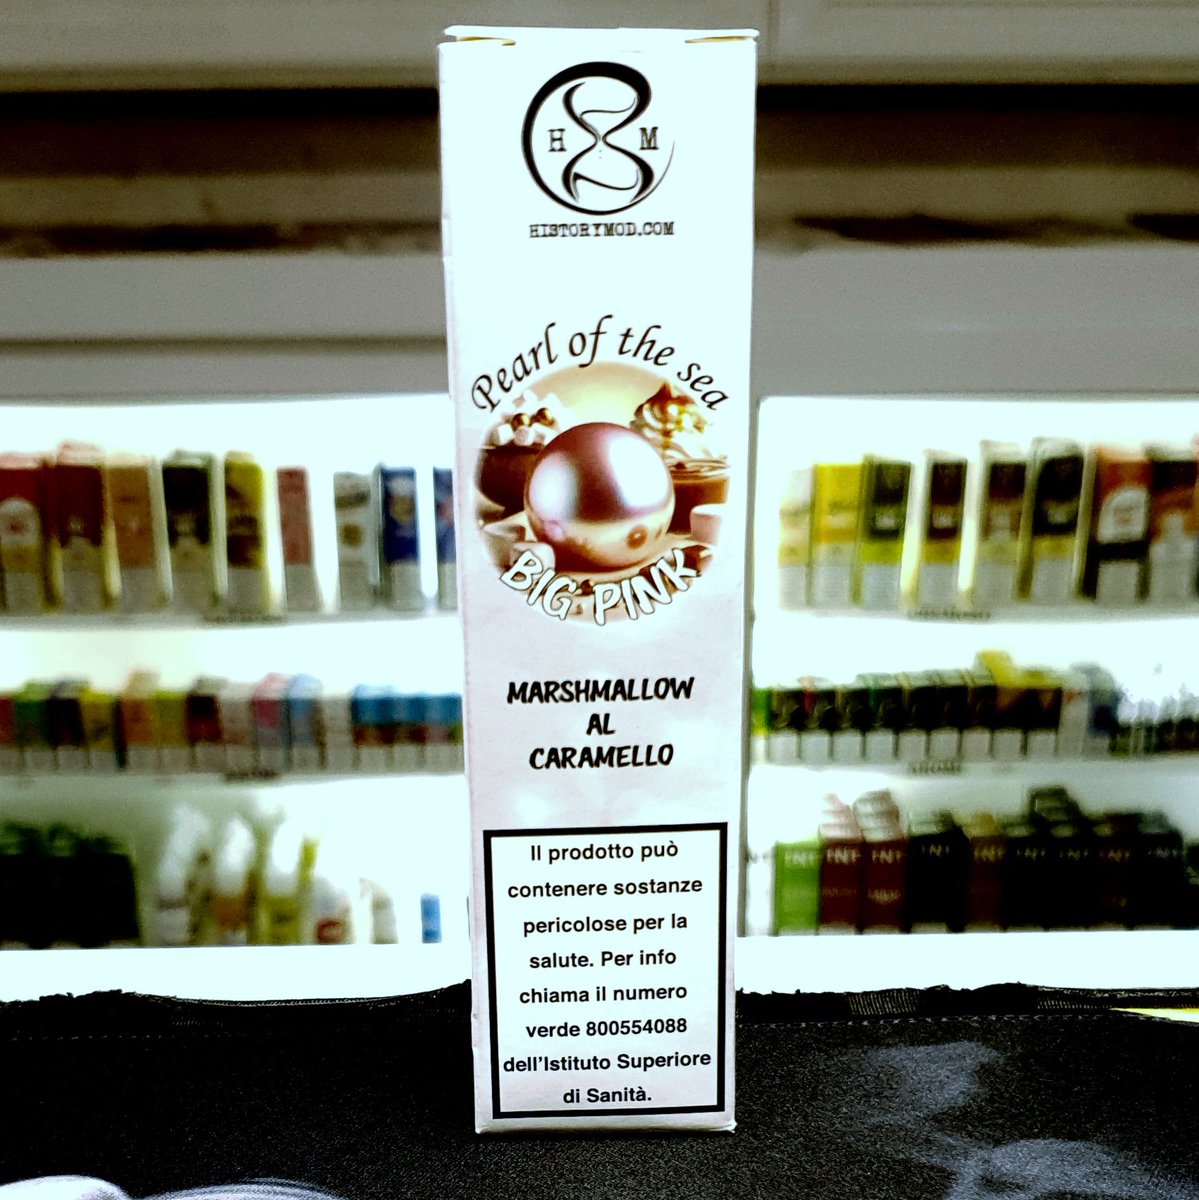 H M
HISTORYMOD.COM
Pearl of the sea
BIG PINK
MARSHMALLOW
AL
CARAMELLO
Il prodotto può
contenere sostanze
pericolose per la
salute. Per info
chiama il numero
verde 800554088
dell'Istituto Superiore
di Sanità.